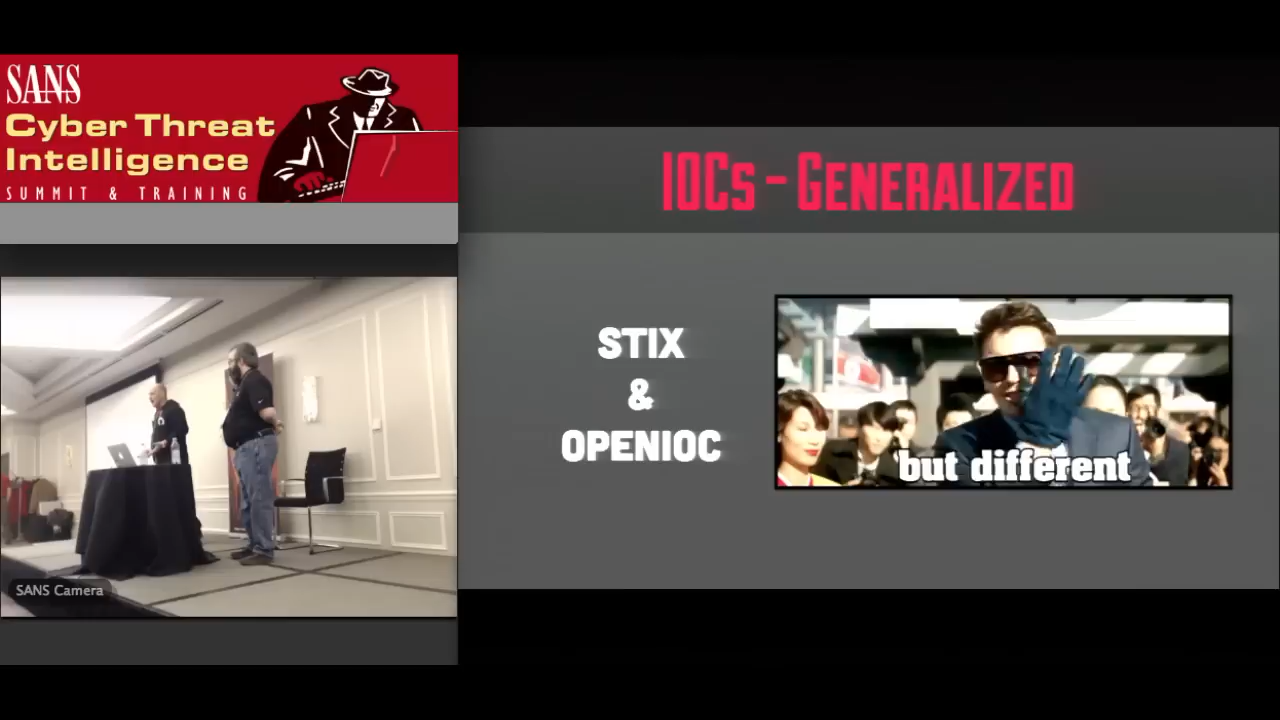 SANS
Cyber Threat
Intelligence
SUMMIT & TRAINING
IOCs - Generalized
STIX
&
OPENIOC
but different
SANS Camera